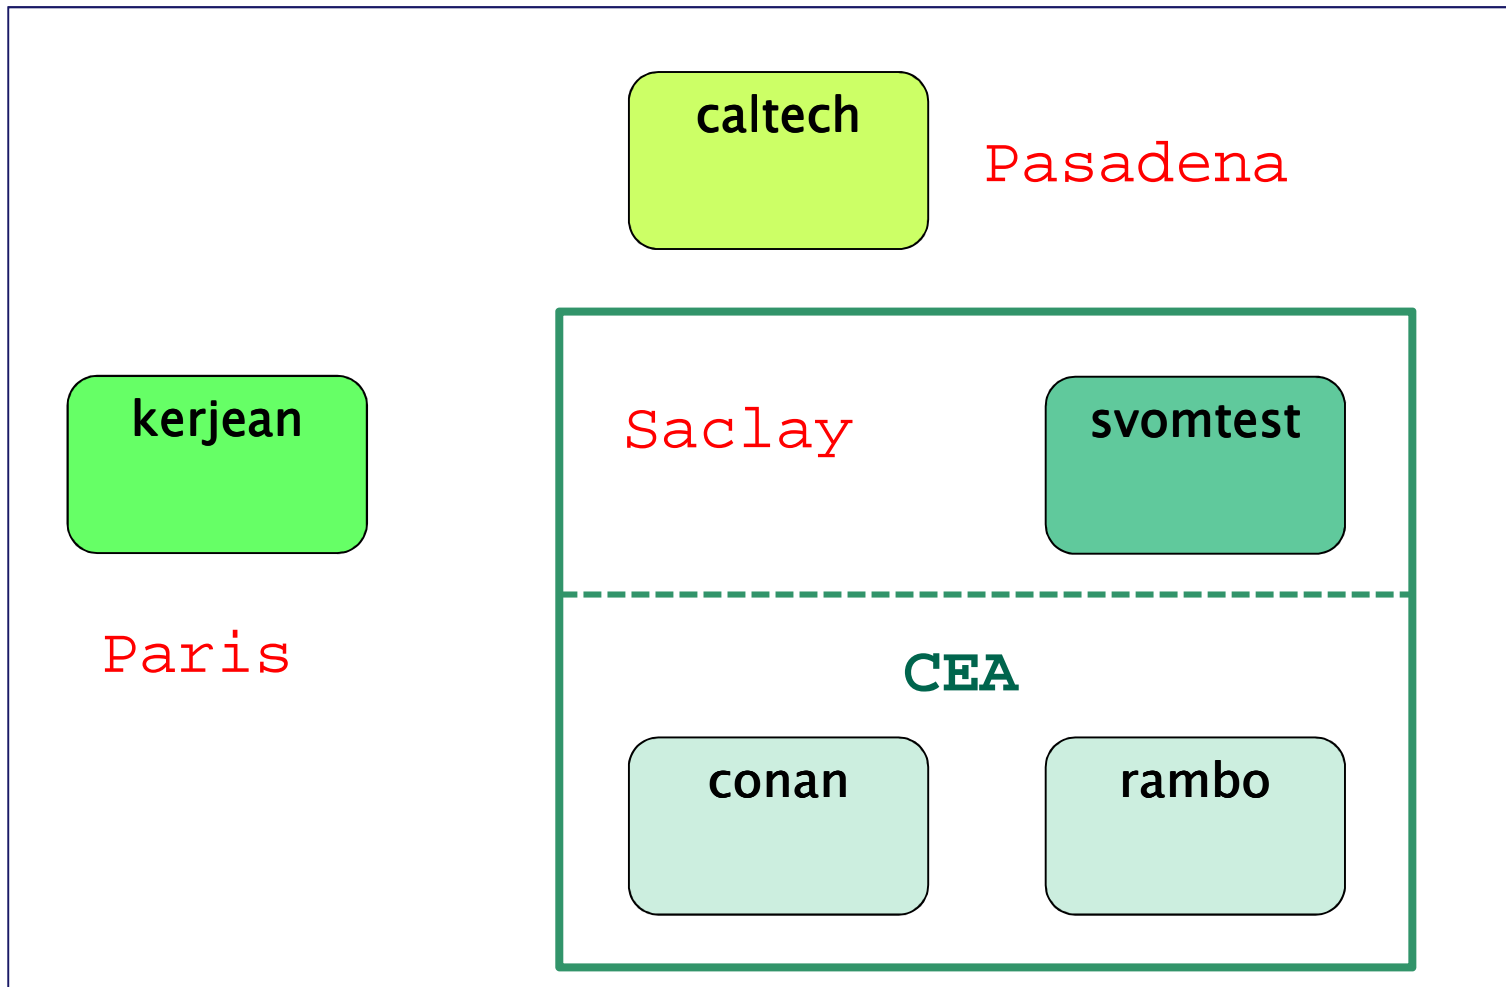 caltech
Pasadena
kerjean
Saclay
svomtest
Paris
CEA
conan
rambo